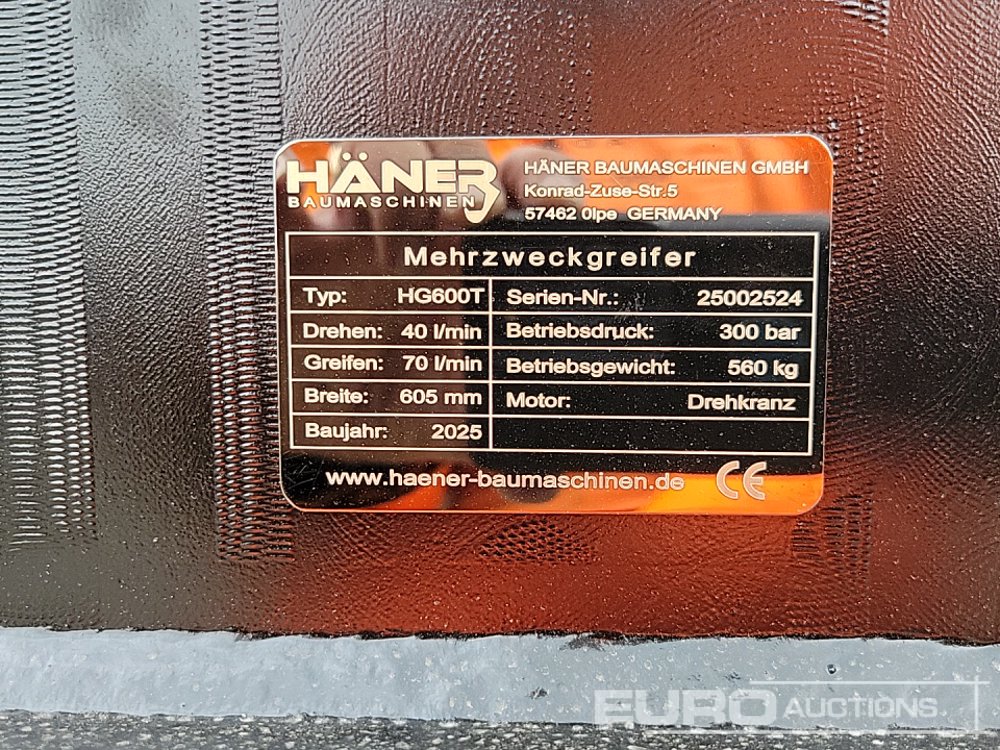 HÄNER
BAUMASCHINEN
HÄNER BAUMASCHINEN GMBH
Konrad-Zuse-Str.5
57462 Olpe GERMANY
Mehrzweckgreifer
Typ: HG600T
Serien-Nr.: 25002524
Drehen: 40 l/min
Betriebsdruck: 300 bar
Greifen: 70 l/min
Betriebsgewicht: 560 kg
Breite: 605 mm
Motor: Drehkranz
Baujahr: 2025
www.haener-baumaschinen.de CE
EURO AUCTIONS